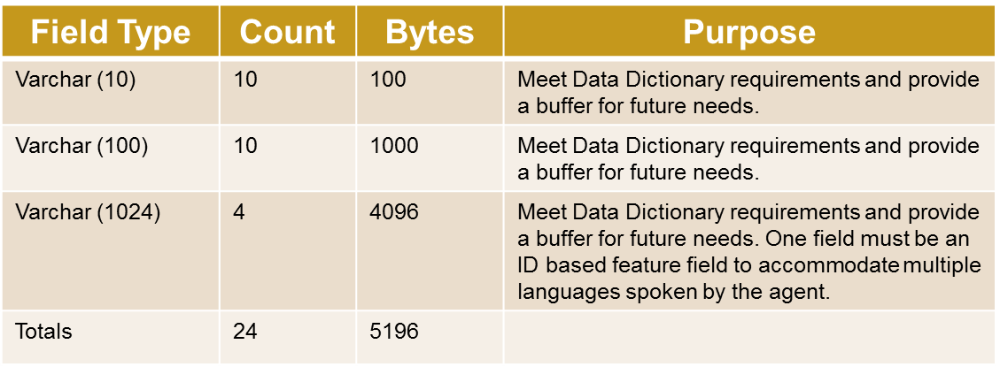 Field Type Count Bytes Purpose
Varchar (10) 10 100 Meet Data Dictionary requirements and provide
a buffer for future needs.
Varchar (100) 10 1000 Meet Data Dictionary requirements and provide
a buffer for future needs.
Varchar (1024) 4 4096 Meet Data Dictionary requirements and provide
a buffer for future needs. One field must be an
ID based feature field to accommodate multiple
languages spoken by the agent.
Totals 24 5196